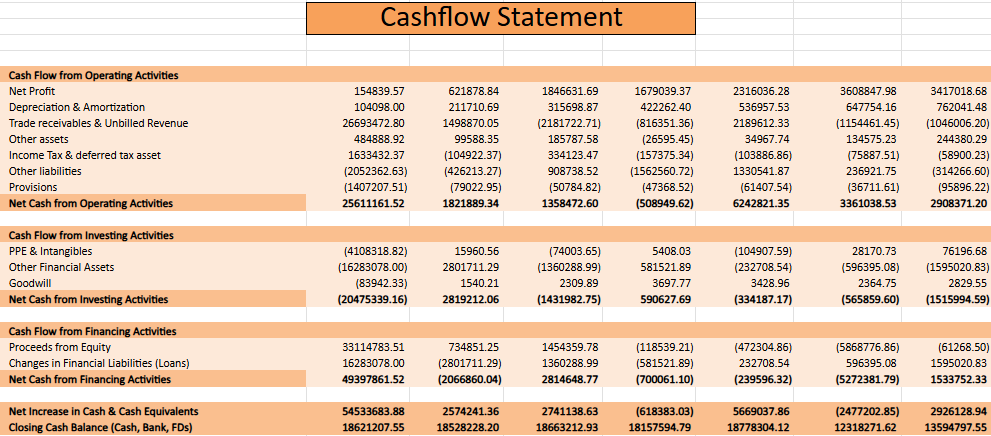 Cashflow Statement
Cash Flow from Operating Activities
Net Profit 154839.57 621878.84 1846631.69 1679039.37 2316036.28 3608847.98 3417018.68
Depreciation & Amortization 104098.00 211710.69 315698.87 422262.40 536957.53 647754.16 762041.48
Trade receivables & Unbilled Revenue 26693472.80 1498870.05 (2181722.71) (816351.36) 2189612.33 (1154461.45) (1046006.20)
Other assets 484888.92 99588.35 185787.58 (26595.45) 34967.74 134575.23 244380.29
Income Tax & deferred tax asset 1633432.37 (104922.37) 334123.47 (157375.34) (103886.86) (75887.51) (58900.23)
Other liabilities (2052362.63) (426213.27) 908738.52 (1562560.72) 1330541.87 236921.75 (314266.60)
Provisions (1407207.51) (79022.95) (50784.82) (47368.52) (61407.54) (36711.61) (95896.22)
Net Cash from Operating Activities 25611161.52 1821889.34 1358472.60 (508949.62) 6242821.35 3361038.53 2908371.20
Cash Flow from Investing Activities
PPE & Intangibles (4108318.82) 15960.56 (74003.65) 5408.03 (104907.59) 28170.73 76196.68
Other Financial Assets (16283078.00) 2801711.29 (1360288.99) 581521.89 (232708.54) (596395.08) (1595020.83)
Goodwill (83942.33) 1540.21 2309.89 3697.77 3428.96 2364.75 2829.55
Net Cash from Investing Activities (20475339.16) 2819212.06 (1431982.75) 590627.69 (334187.17) (565859.60) (1515994.59)
Cash Flow from Financing Activities
Proceeds from Equity 33114783.51 734851.25 1454359.78 (118539.21) (472304.86) (5868776.86) (61268.50)
Changes in Financial Liabilities (Loans) 16283078.00 (2801711.29) 1360288.99 (581521.89) 232708.54 596395.08 1595020.83
Net Cash from Financing Activities 49397861.52 (2066860.04) 2814648.77 (700061.10) (239596.32) (5272381.79) 1533752.33
Net Increase in Cash & Cash Equivalents 54533683.88 2574241.36 2741138.63 (618383.03) 5669037.86 (2477202.85) 2926128.94
Closing Cash Balance (Cash, Bank, FDs) 18621207.55 18528228.20 18663212.93 18157594.79 18778304.12 12318271.62 13594797.55